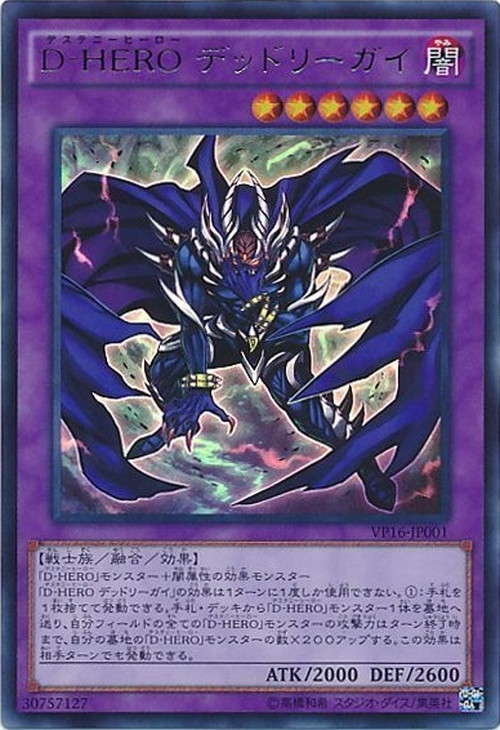 デステニーヒーロー
D-HERO デッドリーガイ
やみ
闇
VP16-JP001
【戦士族/融合/効果】
「D-HERO」モンスター+闇属性の効果モンスター
「D-HERO デッドリーガイ」の効果は1ターンに1度しか使用できない。①:手札を
1枚捨てて発動できる。手札・デッキから「D-HERO」モンスター1体を墓地へ
送り、自分フィールドの全ての「D-HERO」モンスターの攻撃力はターン終了時
まで、自分の墓地の「D-HERO」モンスターの数×200アップする。この効果は
相手ターンでも発動できる。
ATK/2000 DEF/2600
30757127
©高橋和希 スタジオ・ダイス/集英社